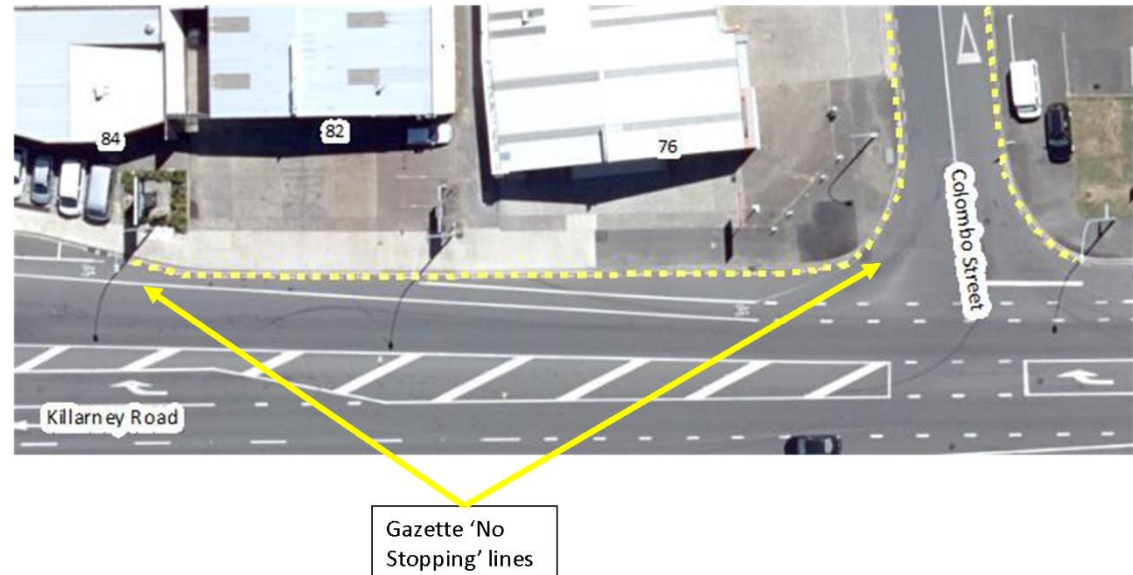 84
82
76
Colombo Street
Killarney Road
Gazette ‘No
Stopping’ lines